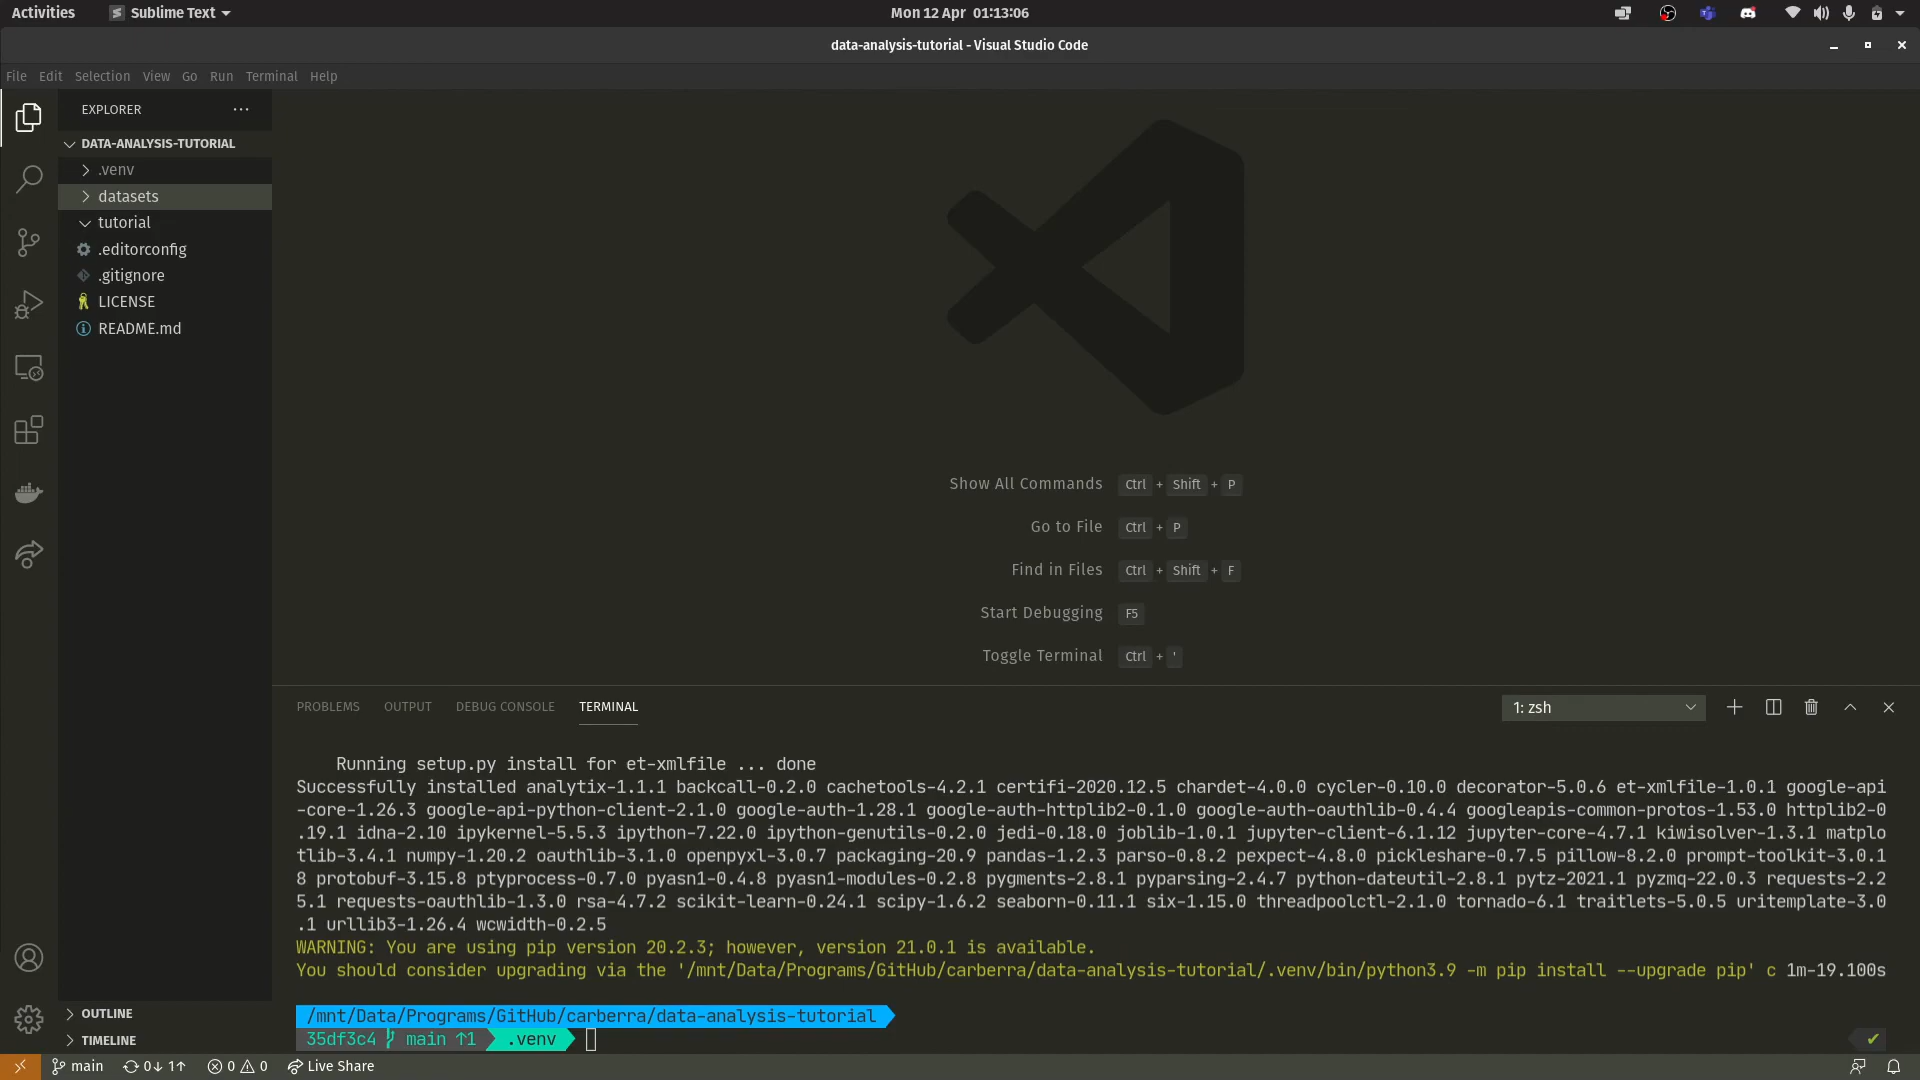 Activities
Sublime Text
Mon 12 Apr 01:13:06
data-analysis-tutorial - Visual Studio Code
File Edit Selection View Go Run Terminal Help
EXPLORER
DATA-ANALYSIS-TUTORIAL
.venv
datasets
tutorial
.editorconfig
.gitignore
LICENSE
README.md
OUTLINE
TIMELINE
Show All Commands Ctrl + Shift + P
Go to File Ctrl + P
Find in Files Ctrl + Shift + F
Start Debugging F5
Toggle Terminal Ctrl + '
PROBLEMS OUTPUT DEBUG CONSOLE TERMINAL
1: zsh
Running setup.py install for et-xmlfile ... done
Successfully installed analytix-1.1.1 backcall-0.2.0 cachetools-4.2.1 certifi-2020.12.5 chardet-4.0.0 cycler-0.10.0 decorator-5.0.6 et-xmlfile-1.0.1 google-api
-core-1.26.3 google-api-python-client-2.1.0 google-auth-1.28.1 google-auth-httplib2-0.1.0 google-auth-oauthlib-0.4.4 googleapis-common-protos-1.53.0 httplib2-0
.19.1 idna-2.10 ipykernel-5.5.3 ipython-7.22.0 ipython-genutils-0.2.0 jedi-0.18.0 joblib-1.0.1 jupyter-client-6.1.12 jupyter-core-4.7.1 kiwisolver-1.3.1 matplo
tlib-3.4.1 numpy-1.20.2 oauthlib-3.1.0 openpyxl-3.0.7 packaging-20.9 pandas-1.2.3 parso-0.8.2 pexpect-4.8.0 pickleshare-0.7.5 pillow-8.2.0 prompt-toolkit-3.0.1
8 protobuf-3.15.8 ptyprocess-0.7.0 pyasn1-0.4.8 pyasn1-modules-0.2.8 pygments-2.8.1 pyparsing-2.4.7 python-dateutil-2.8.1 pytz-2021.1 pyzmq-22.0.3 requests-2.2
5.1 requests-oauthlib-1.3.0 rsa-4.7.2 scikit-learn-0.24.1 scipy-1.6.2 seaborn-0.11.1 six-1.15.0 threadpoolctl-2.1.0 tornado-6.1 traitlets-5.0.5 uritemplate-3.0
.1 urllib3-1.26.4 wcwidth-0.2.5
WARNING: You are using pip version 20.2.3; however, version 21.0.1 is available.
You should consider upgrading via the '/mnt/Data/Programs/GitHub/carberra/data-analysis-tutorial/.venv/bin/python3.9 -m pip install --upgrade pip' c 1m-19.100s
/mnt/Data/Programs/GitHub/carberra/data-analysis-tutorial
35df3c4 main ↑1 .venv
main 0↓ 1↑ 0 0 Live Share